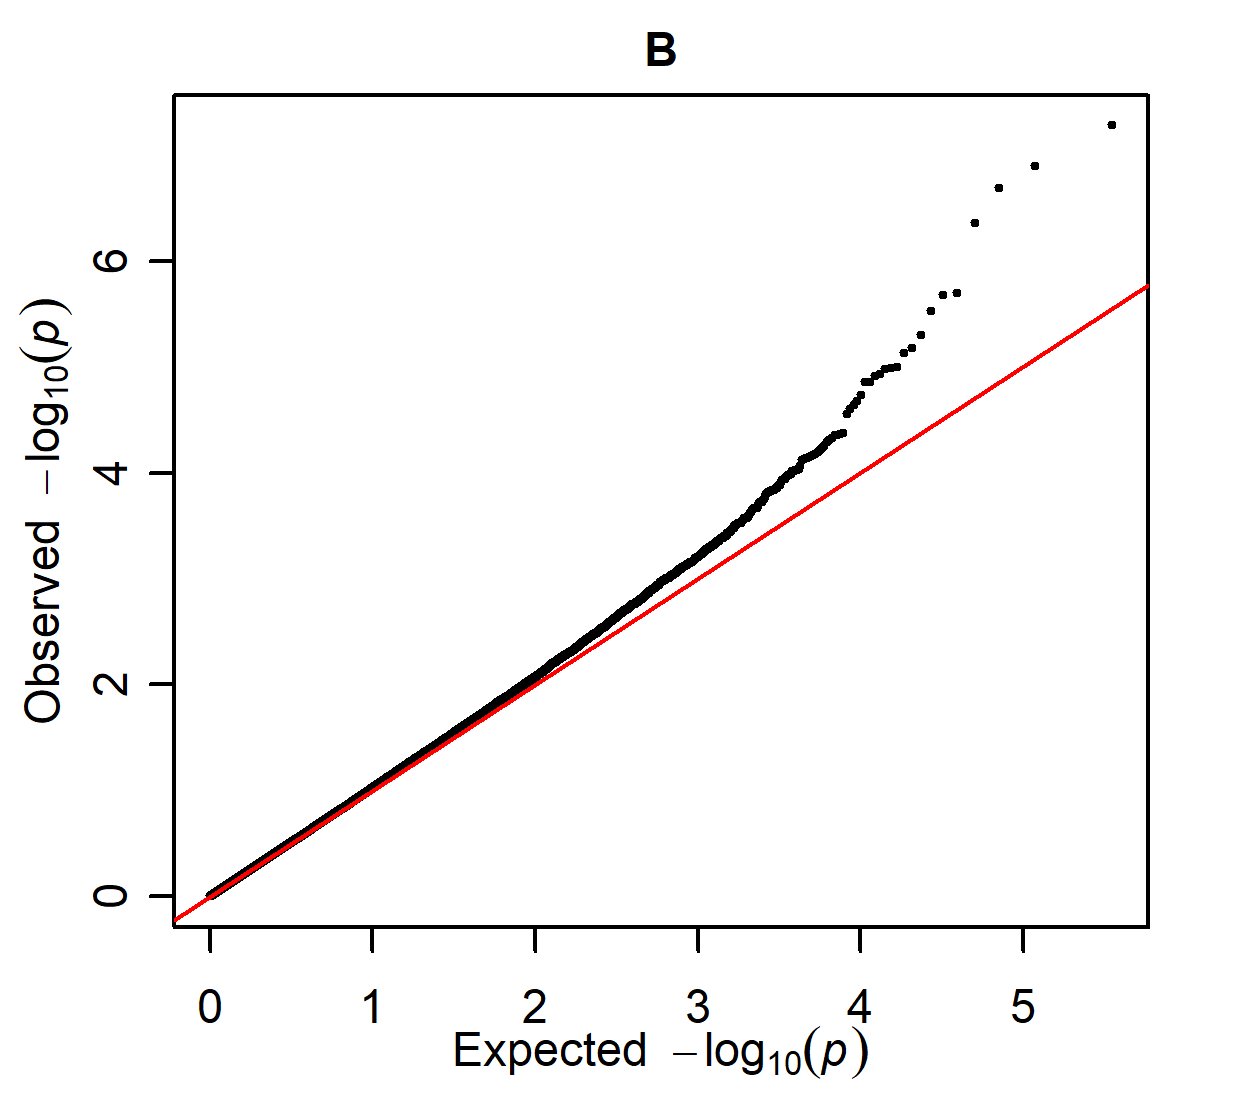 B
Observed −log10(p)
6
4
2
0
0 1 2 3 4 5
Expected −log10(p)